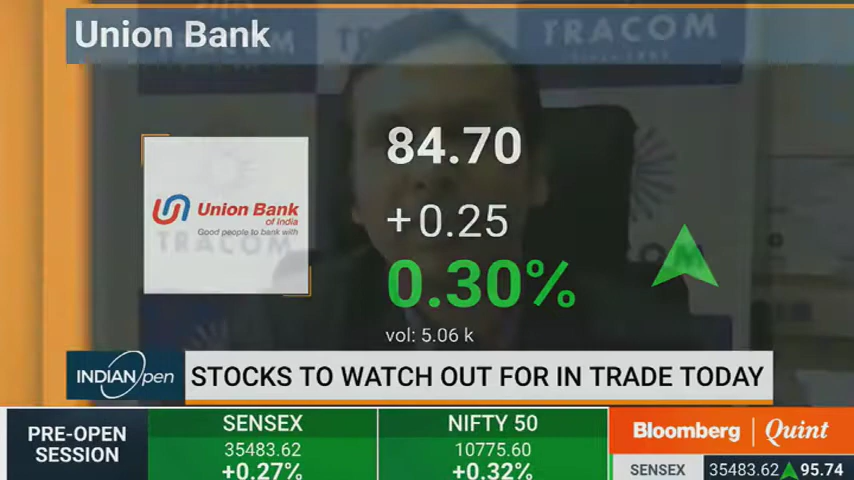 Union Bank
TRACOM
84.70
Union Bank
of India
Good people to bank with
+0.25
TRACOM
0.30%
vol: 5.06 k
INDIAN Open
STOCKS TO WATCH OUT FOR IN TRADE TODAY
PRE-OPEN
SESSION
SENSEX
35483.62
+0.27%
NIFTY 50
10775.60
+0.32%
Bloomberg | Quint
SENSEX 35483.62 95.74